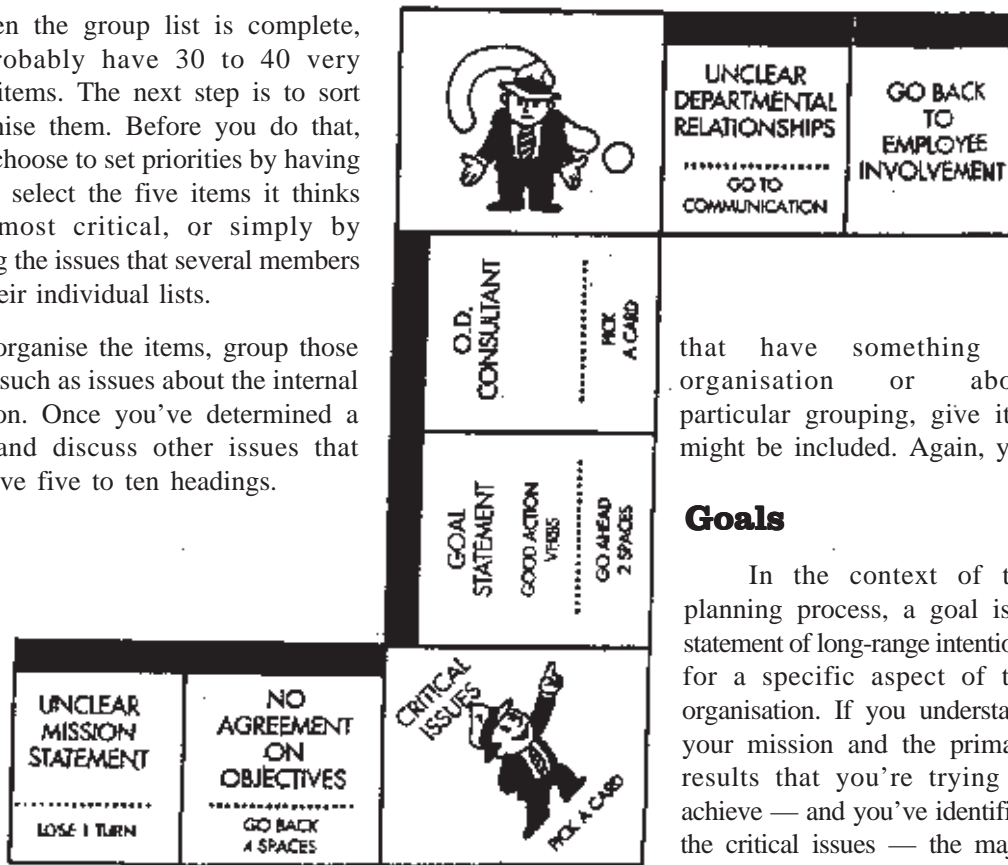 en the group list is complete,
robably have 30 to 40 very
items. The next step is to sort
nise them. Before you do that,
choose to set priorities by having
select the five items it thinks
most critical, or simply by
g the issues that several members
eir individual lists.
organise the items, group those
such as issues about the internal
on. Once you've determined a
and discuss other issues that
ve five to ten headings.
UNCLEAR
DEPARTMENTAL
RELATIONSHIPS
GO TO
COMMUNICATION
GO BACK
TO
EMPLOYEE
INVOLVEMENT
O.D.
CONSULTANT
PICK
A CARD
GOAL
STATEMENT
GOOD ACTION
VERBS
GO AHEAD
2 SPACES
CRITICAL
ISSUES
PICK A CARD
NO
AGREEMENT
ON
OBJECTIVES
GO BACK
4 SPACES
UNCLEAR
MISSION
STATEMENT
LOSE 1 TURN
that have something
organisation or abo
particular grouping, give it
might be included. Again, y
Goals
In the context of t
planning process, a goal is
statement of long-range intentio
for a specific aspect of t
organisation. If you understa
your mission and the prima
results that you're trying
achieve — and you've identifi
the critical issues — the maj